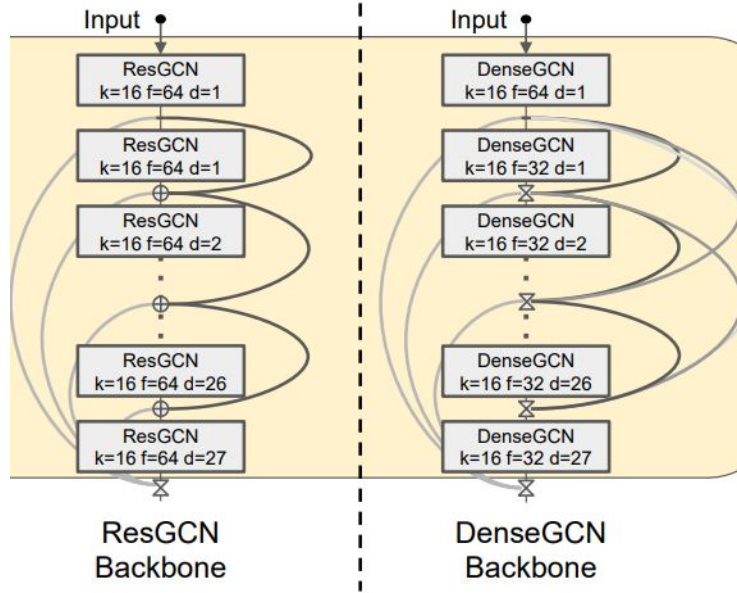 Input
ResGCN
k=16 f=64 d=1
ResGCN
k=16 f=64 d=1
ResGCN
k=16 f=64 d=2
ResGCN
k=16 f=64 d=26
ResGCN
k=16 f=64 d=27
ResGCN
Backbone
Input
DenseGCN
k=16 f=64 d=1
DenseGCN
k=16 f=32 d=1
DenseGCN
k=16 f=32 d=2
DenseGCN
k=16 f=32 d=26
DenseGCN
k=16 f=32 d=27
DenseGCN
Backbone